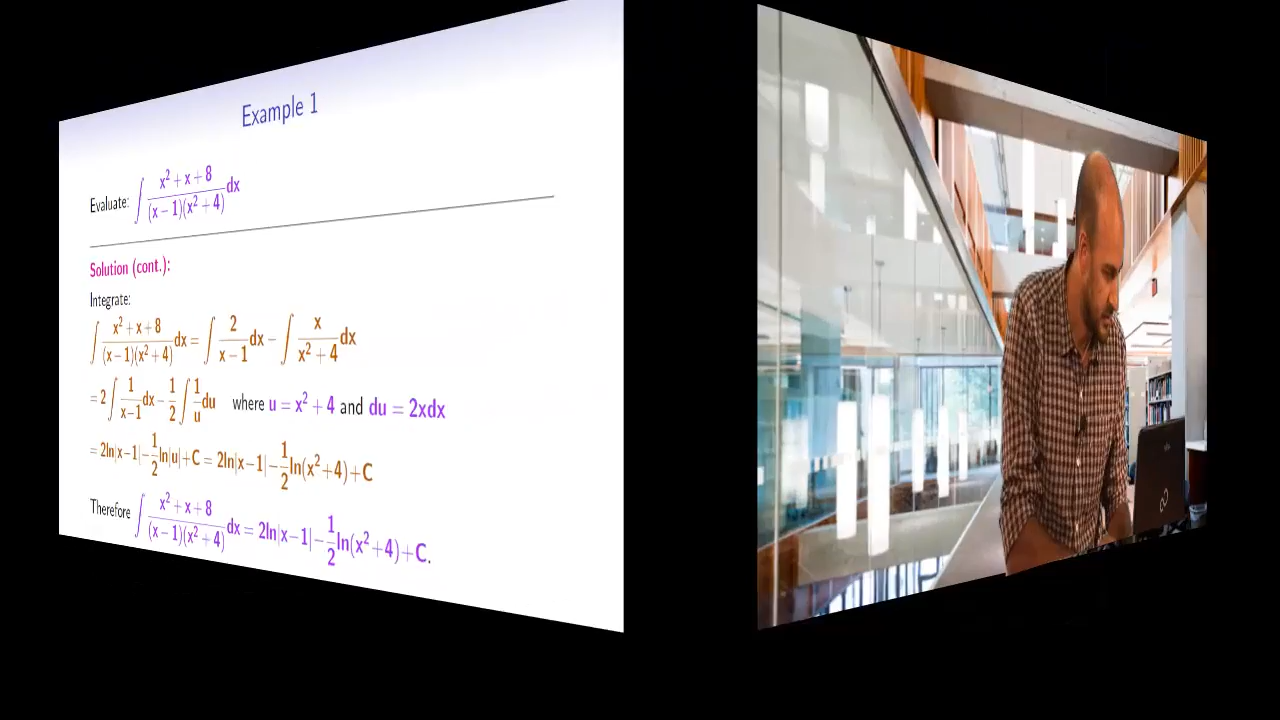 Example 1
Evaluate: ∫ (x² + x + 8)/((x − 1)(x² + 4)) dx
Solution (cont.):
Integrate:
∫ (x² + x + 8)/((x − 1)(x² + 4)) dx = ∫ 2/(x − 1) dx − ∫ x/(x² + 4) dx
= 2 ∫ 1/(x−1) dx − 1/2 ∫ 1/u du where u = x² + 4 and du = 2xdx
= 2ln|x−1| − 1/2 ln|u| + C = 2ln|x−1| − 1/2 ln(x²+4) + C
Therefore ∫ (x² + x + 8)/((x − 1)(x² + 4)) dx = 2ln|x−1| − 1/2 ln(x²+4) + C.